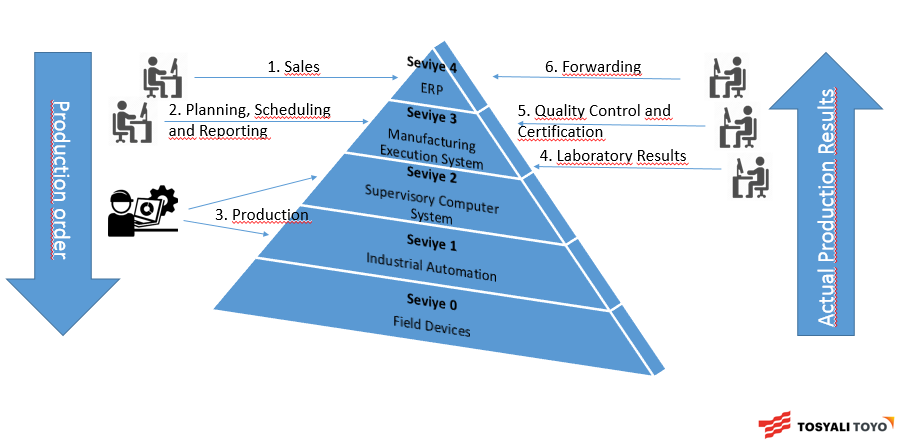 Production order
1. Sales
2. Planning, Scheduling
and Reporting
3. Production
Seviye 4
ERP
Seviye 3
Manufacturing
Execution System
Seviye 2
Supervisory Computer
System
Seviye 1
Industrial Automation
Seviye 0
Field Devices
6. Forwarding
5. Quality Control and
Certification
4. Laboratory Results
Actual Production Results
TOSYALI TOYO